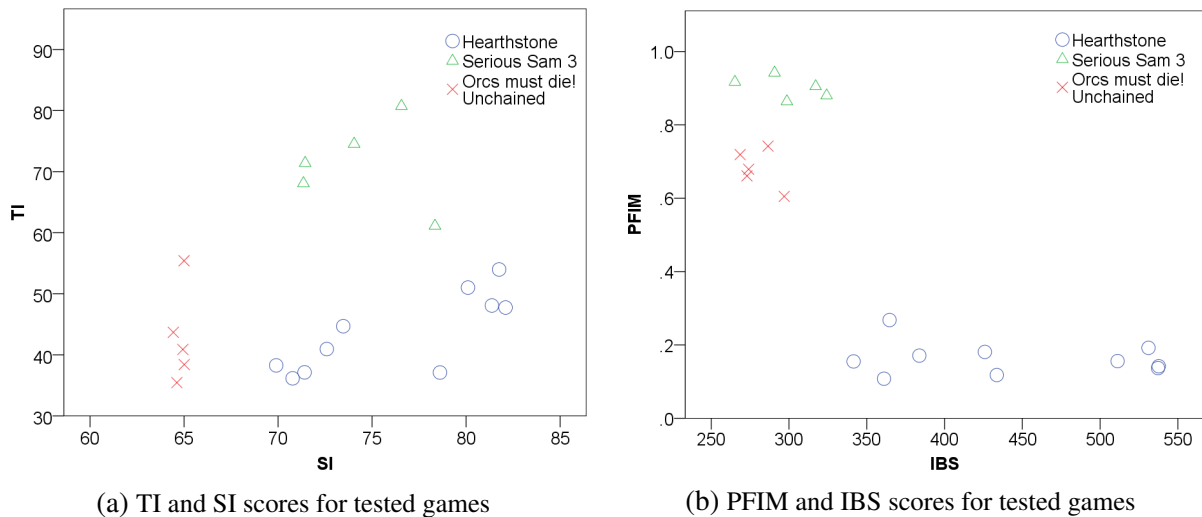 90
80
70
60
50
40
30
TI
60
65
70
75
80
85
SI
Hearthstone
Serious Sam 3
Orcs must die!
Unchained
(a) TI and SI scores for tested games
1.0
.8
.6
.4
.2
.0
PFIM
250
300
350
400
450
500
550
IBS
Hearthstone
Serious Sam 3
Orcs must die!
Unchained
(b) PFIM and IBS scores for tested games